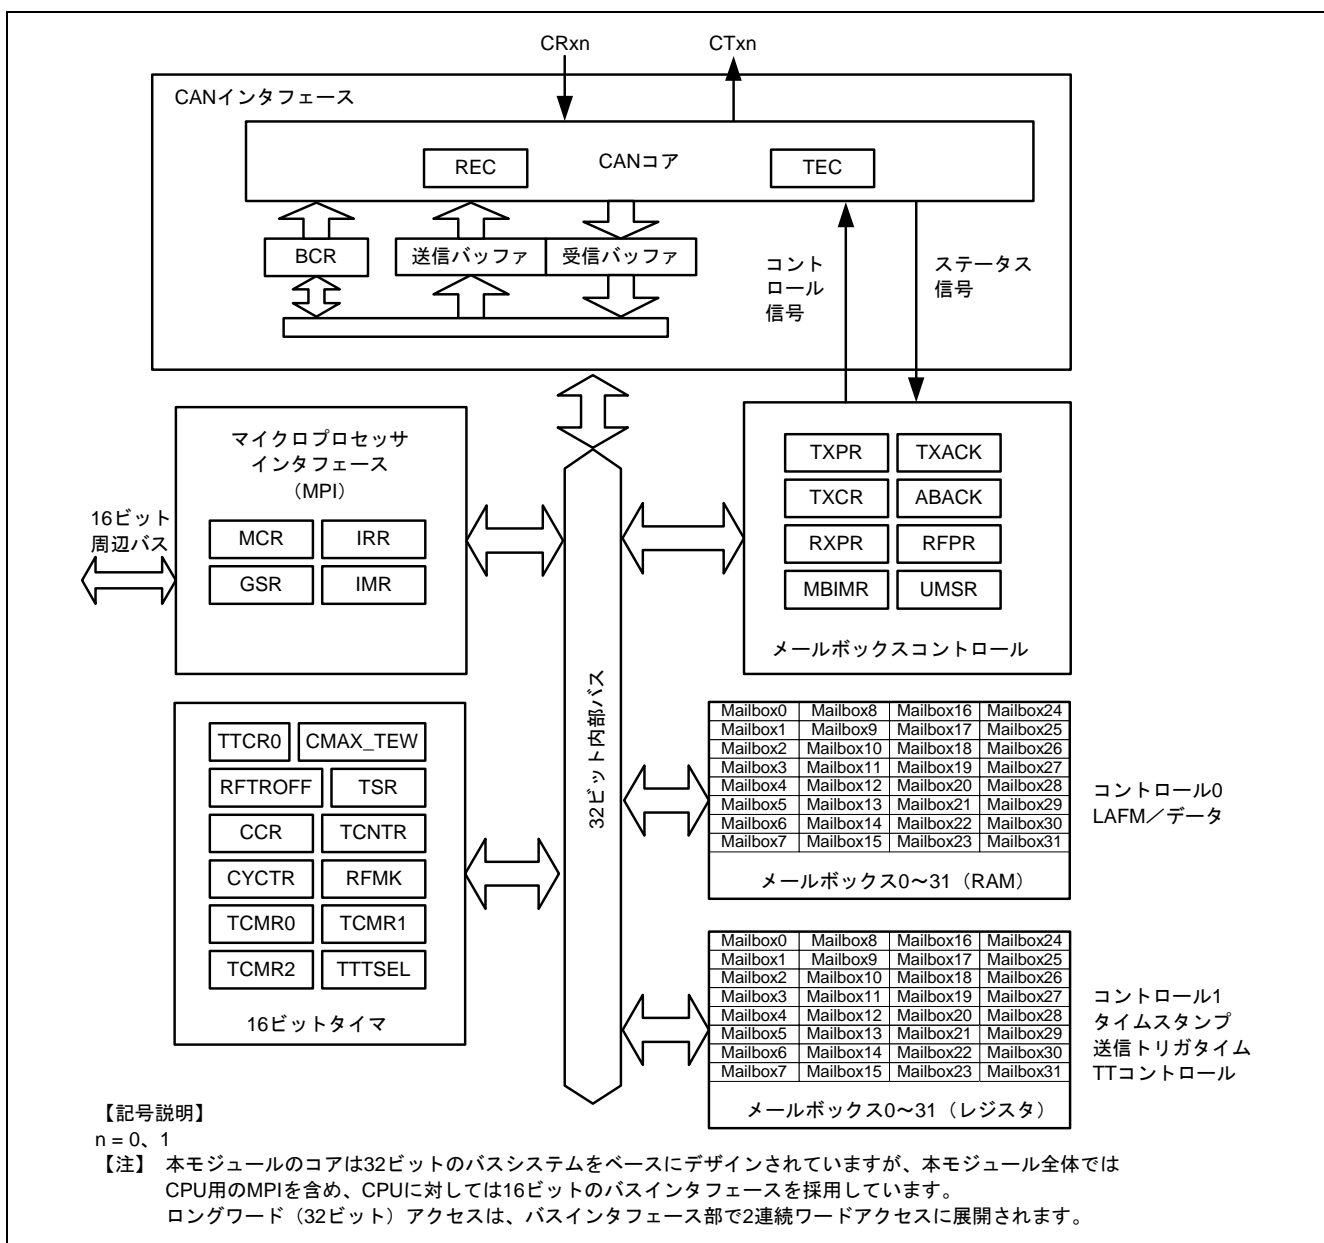 CRxn
CTxn
CANインタフェース
CANコア
REC
TEC
BCR
送信バッファ
受信バッファ
コント
ロール
信号
ステータス
信号
マイクロプロセッサ
インタフェース
（MPI）
MCR
IRR
GSR
IMR
16ビット
周辺バス
TXPR
TXACK
TXCR
ABACK
RXPR
RFPR
MBIMR
UMSR
メールボックスコントロール
32ビット内部バス
TTCR0
CMAX_TEW
RFTROFF
TSR
CCR
TCNTR
CYCTR
RFMK
TCMR0
TCMR1
TCMR2
TTTSEL
16ビットタイマ
Mailbox0 Mailbox8 Mailbox16 Mailbox24
Mailbox1 Mailbox9 Mailbox17 Mailbox25
Mailbox2 Mailbox10 Mailbox18 Mailbox26
Mailbox3 Mailbox11 Mailbox19 Mailbox27
Mailbox4 Mailbox12 Mailbox20 Mailbox28
Mailbox5 Mailbox13 Mailbox21 Mailbox29
Mailbox6 Mailbox14 Mailbox22 Mailbox30
Mailbox7 Mailbox15 Mailbox23 Mailbox31
メールボックス0～31（RAM）
コントロール0
LAFM／データ
Mailbox0 Mailbox8 Mailbox16 Mailbox24
Mailbox1 Mailbox9 Mailbox17 Mailbox25
Mailbox2 Mailbox10 Mailbox18 Mailbox26
Mailbox3 Mailbox11 Mailbox19 Mailbox27
Mailbox4 Mailbox12 Mailbox20 Mailbox28
Mailbox5 Mailbox13 Mailbox21 Mailbox29
Mailbox6 Mailbox14 Mailbox22 Mailbox30
Mailbox7 Mailbox15 Mailbox23 Mailbox31
メールボックス0～31（レジスタ）
コントロール1
タイムスタンプ
送信トリガタイム
TTコントロール
【記号説明】
n = 0、1
【注】 本モジュールのコアは32ビットのバスシステムをベースにデザインされていますが、本モジュール全体では
CPU用のMPIを含め、CPUに対しては16ビットのバスインタフェースを採用しています。
ロングワード（32ビット）アクセスは、バスインタフェース部で2連続ワードアクセスに展開されます。